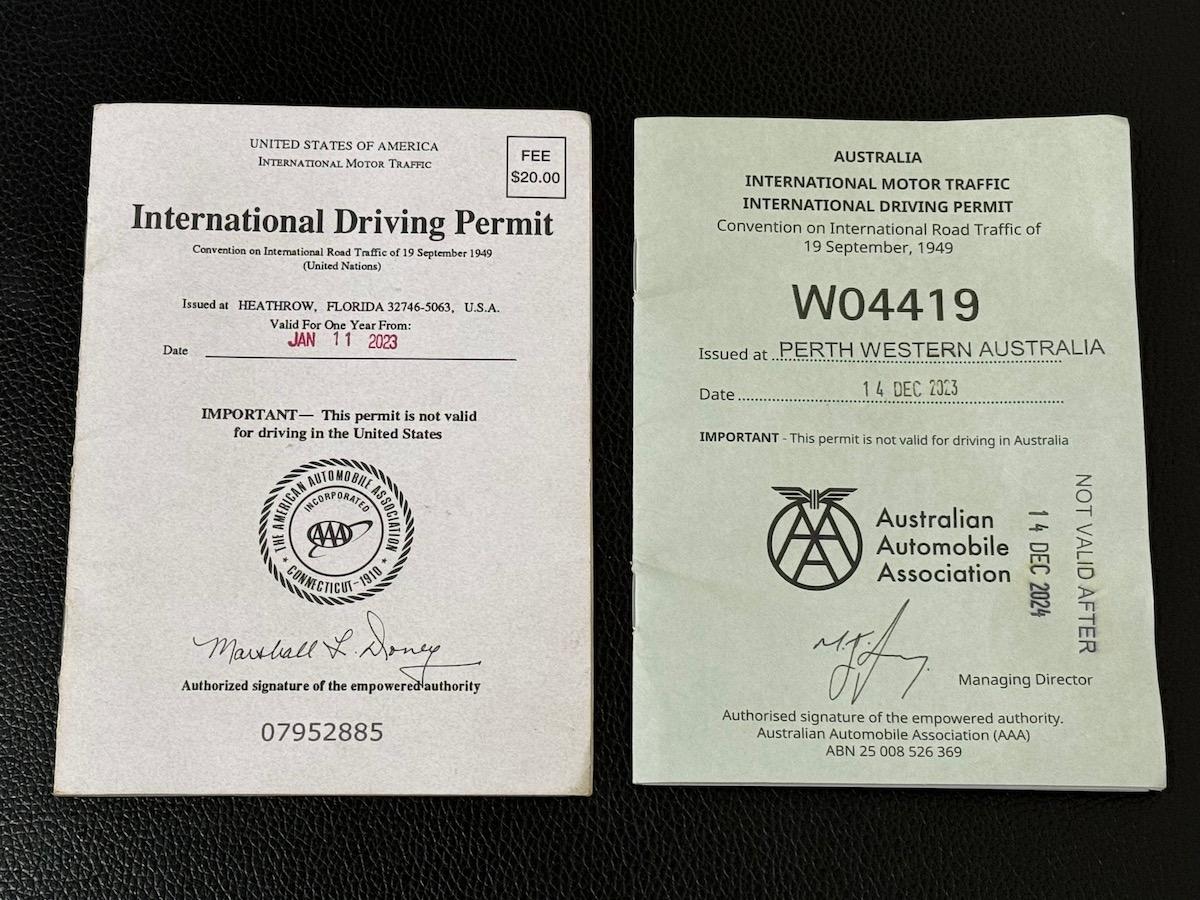 UNITED STATES OF AMERICA
INTERNATIONAL MOTOR TRAFFIC
FEE
$20.00
International Driving Permit
Convention on International Road Traffic of 19 September 1949
(United Nations)
Issued at HEATHROW, FLORIDA 32746-5063, U.S.A.
Valid For One Year From:
JAN 11 2023
Date
IMPORTANT— This permit is not valid
for driving in the United States
THE AMERICAN AUTOMOBILE ASSOCIATION
INCORPORATED
AAA
CONNECTICUT-1910
Marshall L. Doney
Authorized signature of the empowered authority
07952885
AUSTRALIA
INTERNATIONAL MOTOR TRAFFIC
INTERNATIONAL DRIVING PERMIT
Convention on International Road Traffic of
19 September, 1949
W04419
Issued at PERTH WESTERN AUSTRALIA
Date 14 DEC 2023
IMPORTANT - This permit is not valid for driving in Australia
AAA
Australian
Automobile
Association
NOT VALID AFTER
14 DEC 2024
Managing Director
Authorised signature of the empowered authority.
Australian Automobile Association (AAA)
ABN 25 008 526 369